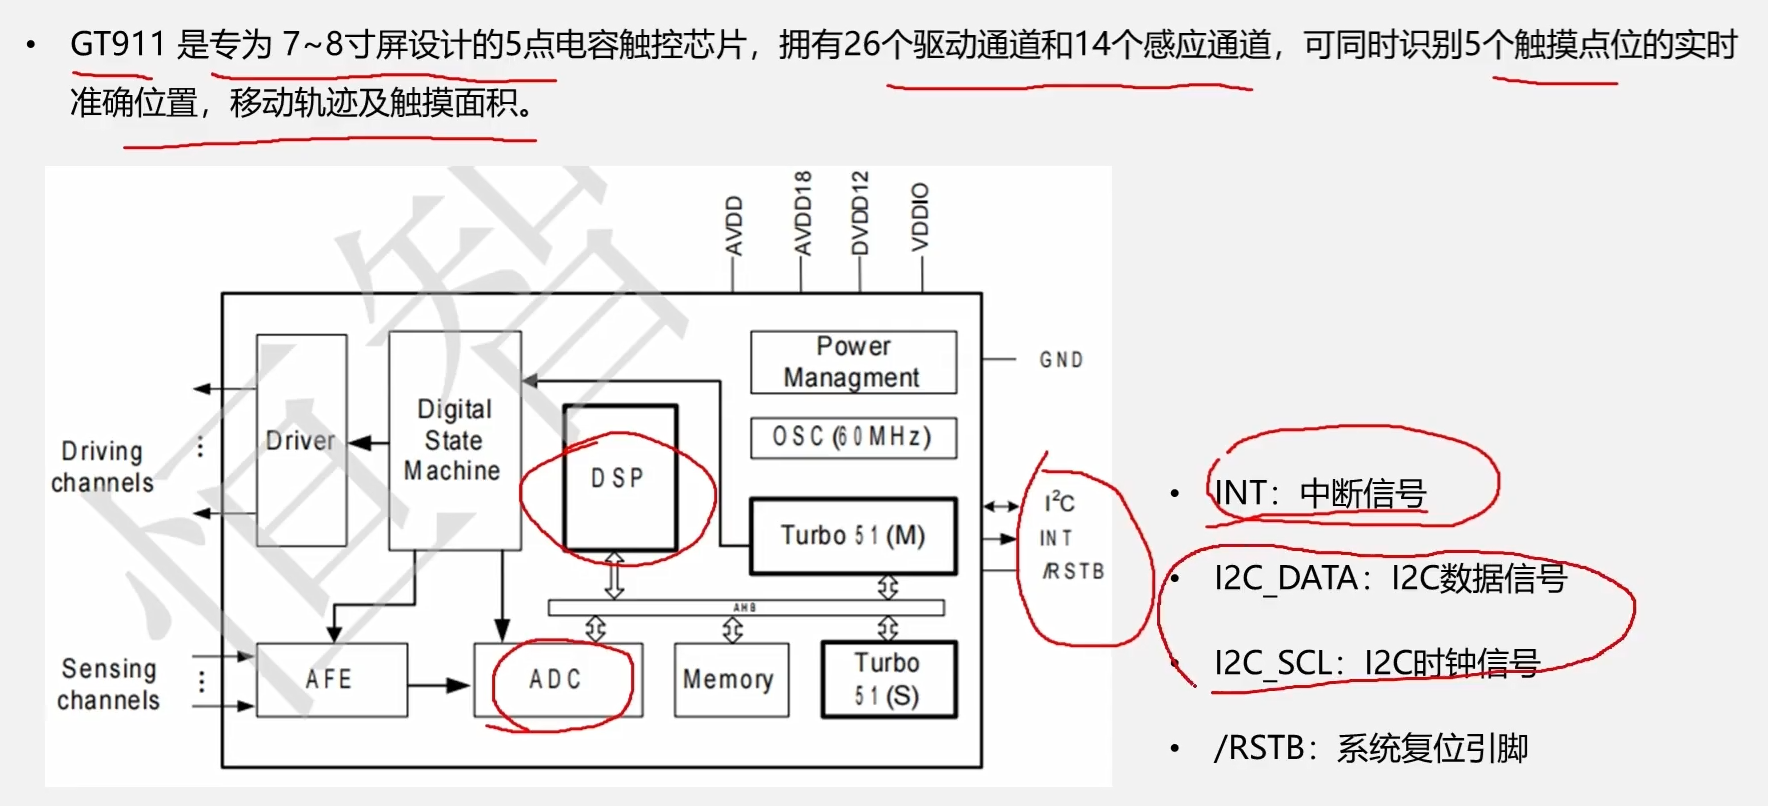 • GT911 是专为 7~8寸屏设计的5点电容触控芯片，拥有26个驱动通道和14个感应通道，可同时识别5个触摸点位的实时
准确位置，移动轨迹及触摸面积。
AVDD
AVDD18
DVDD12
VDDIO
Power
Managment
GND
Digital
State
Machine
Driver
OSC (60MHz)
Driving
channels
DSP
I²C
INT
/RSTB
Turbo 51 (M)
AHB
Sensing
channels
AFE
ADC
Memory
Turbo
51 (S)
• INT：中断信号
• I2C_DATA：I2C数据信号
• I2C_SCL：I2C时钟信号
• /RSTB：系统复位引脚
恒智